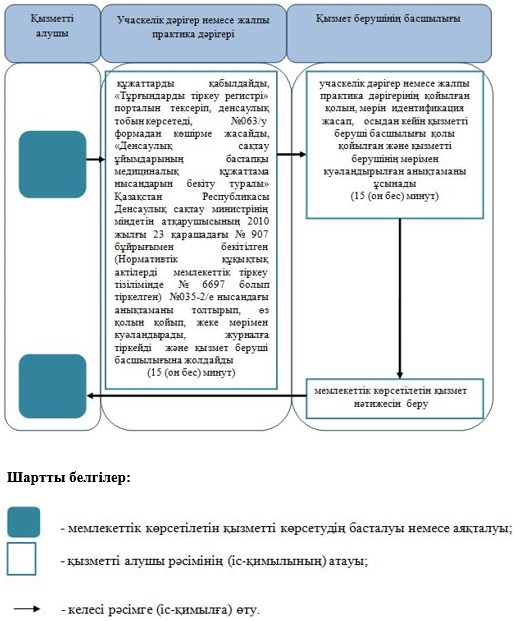 Қызметті
алушы
Учаскелік дәрігер немесе жалпы
практика дәрігері
Қызмет берушінің басшылығы
құжаттарды қабылдайды,
«Тұрғындарды тіркеу регистрі»
порталын тексеріп, денсаулық
тобын көрсетеді, №063/у
формадан көшірме жасайды,
«Денсаулық сақтау
ұйымдарының бастапқы
медициналық құжаттама
нысандарын бекіту туралы»
Қазақстан Республикасы
Денсаулық сақтау министрінің
міндетін атқарушысының 2010
жылғы 23 қарашадағы № 907
бұйрығымен бекітілген
(Нормативтік құқықтық
актілерді мемлекеттік тіркеу
тізілімінде № 6697 болып
тіркелген) №035-2/е нысандағы
анықтаманы толтырып, өз
қолын қойып, жеке мөрімен
куәландырады, журналға
тіркейді және қызмет беруші
басшылығына жолдайды
(15 (он бес) минут)
учаскелік дәрігер немесе жалпы
практика дәрігерінің қойылған
қолын, мөрін идентификация
жасап, осыдан кейін қызметті
беруші басшылығы қолы
қойылған және қызметті
берушінің мөрімен
куәландырылған анықтаманы
ұсынады
(15 (он бес) минут)
мемлекеттік көрсетілетін қызмет
нәтижесін беру
Шартты белгілер:
- мемлекеттік көрсетілетін қызметті көрсетудің басталуы немесе аяқталуы;
- қызметті алушы рәсімінің (іс-қимылының) атауы;
- келесі рәсімге (іс-қимылға) өту.